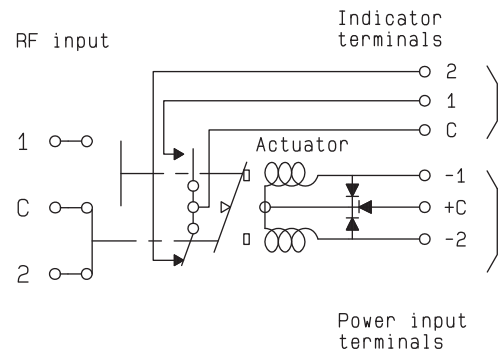 RF input
Indicator
terminals
2
1
C
Actuator
1
C
2
-1
+C
-2
Power input
terminals